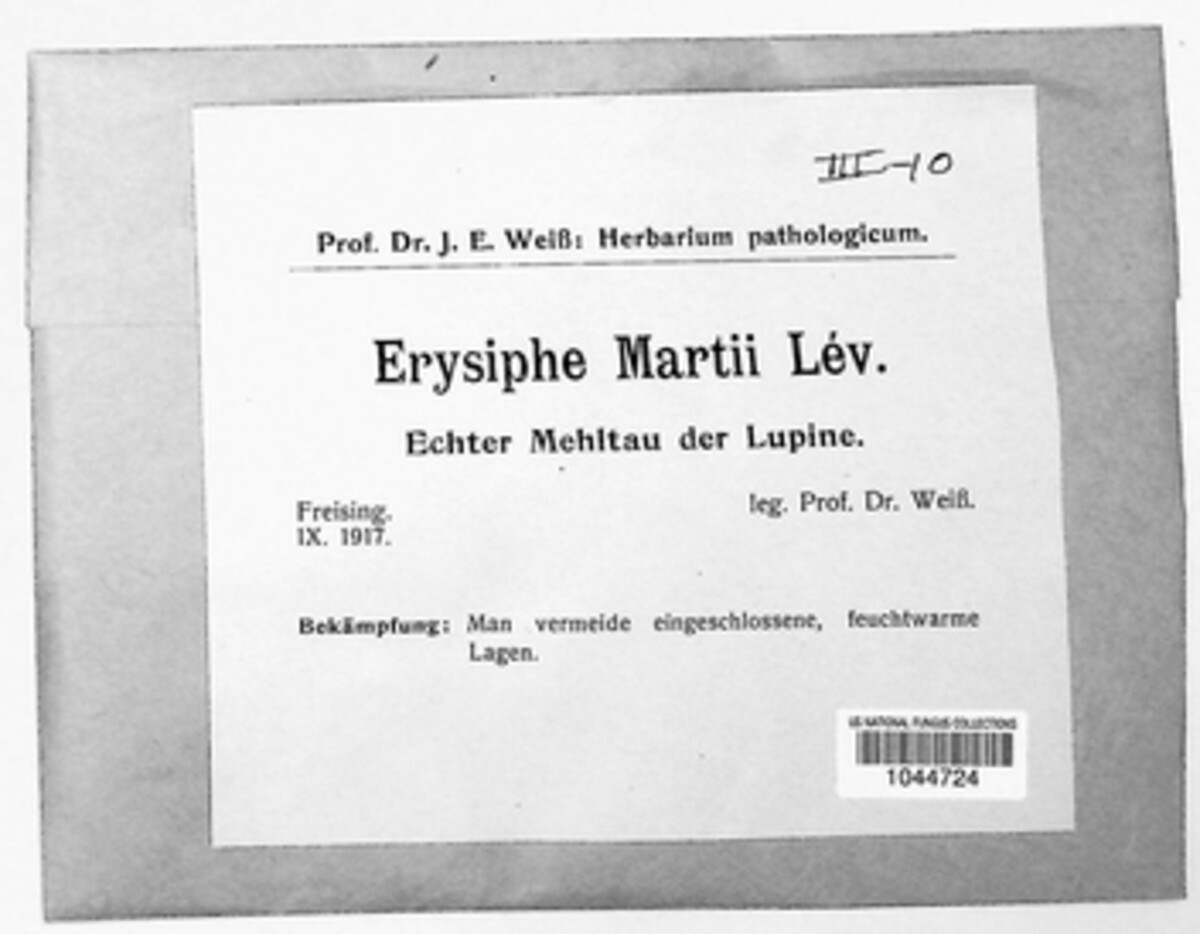 III-10
Prof. Dr. J. E. Weiß: Herbarium pathologicum.
Erysiphe Martii Lév.
Echter Mehltau der Lupine.
Freising.
leg. Prof. Dr. Weiß.
IX. 1917.
Bekämpfung: Man vermeide eingeschlossene, feuchtwarme
Lagen.
US NATIONAL FUNGUS COLLECTIONS
1044724